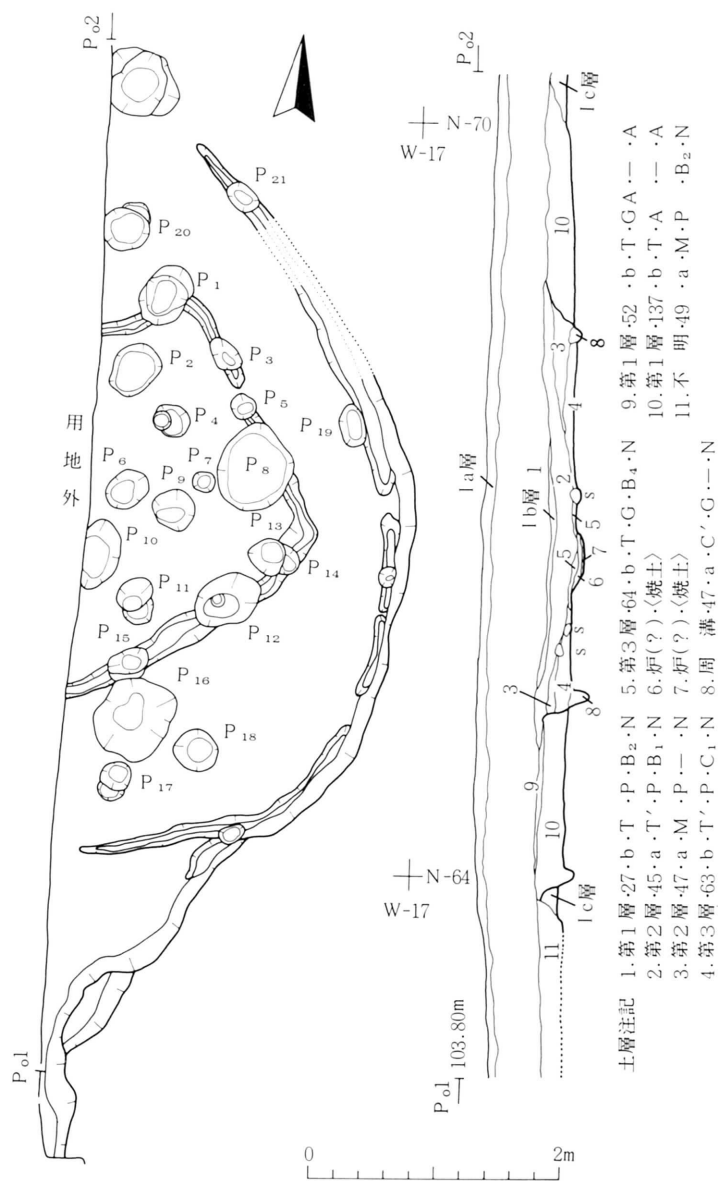 Po2
P21
P20
P1
P2
P3
P4
P5
用地外
P6
P7
P9
P8
P19
P10
P13
P11
P14
P15
P12
P16
P18
P17
Po1
Po2
N-70
W-17
Ⅰc層
10
3
8
4
Ⅰa層
Ⅰb層
1
2
s
5
5
7
6
s
s
3
4
8
9
10
N-64
W-17
Ⅰc層
11
Po1
103.80m
0
2m
土層注記
1.第1層・27・b・T・P・B₂・N
2.第2層・45・a・T′・P・B₁・N
3.第2層・47・a・M・P・―・N
4.第3層・63・b・T′・P・C₁・N
5.第3層・64・b・T・G・B₄・N
6.炉(?)・〈焼土〉
7.炉(?)・〈焼土〉
8.周 溝・47・a・C′・G・―・N
9.第1層・52・b・T・GA・―・A
10.第1層・137・b・T・A・―・A
11.不 明・49・a・M・P・B₂・N